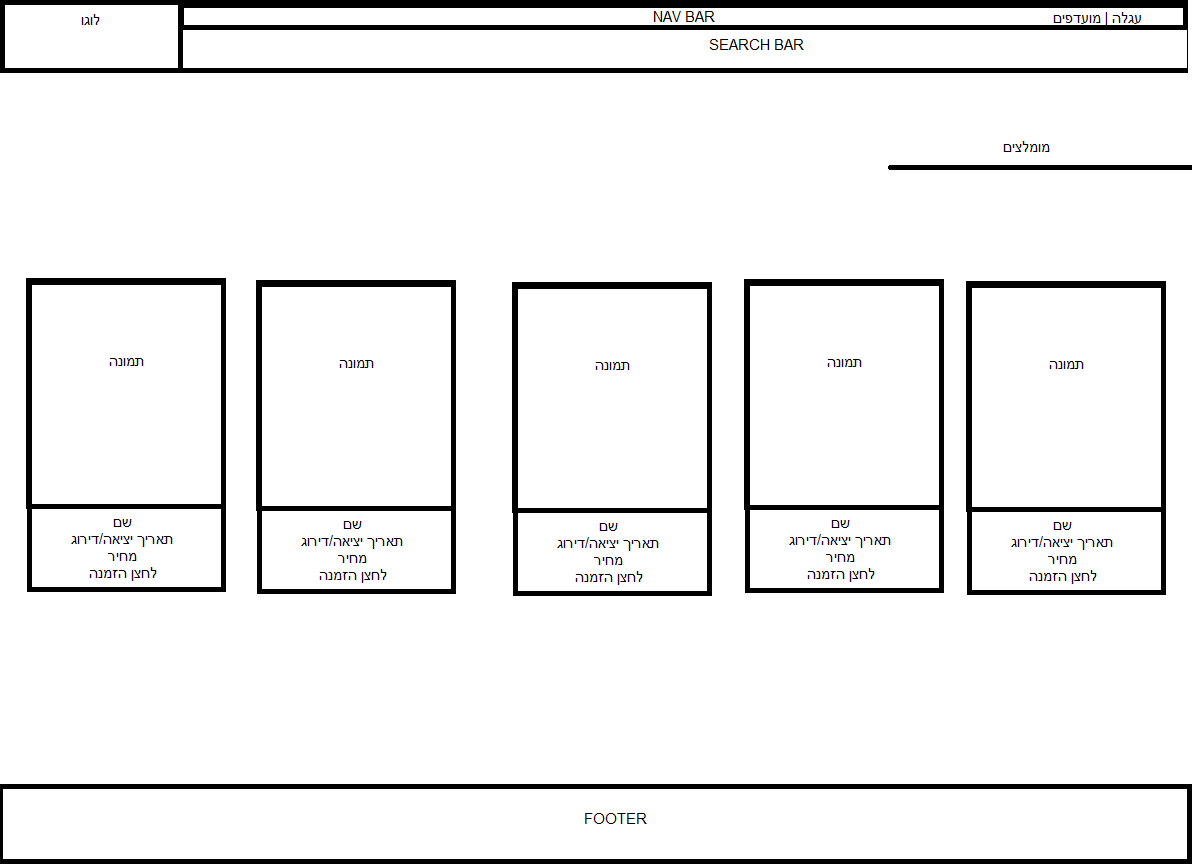 לוגו
NAV BAR
עגלה | מועדפים
SEARCH BAR
מומלצים
תמונה
שם
תאריך יציאה/דירוג
מחיר
לחצן הזמנה
תמונה
שם
תאריך יציאה/דירוג
מחיר
לחצן הזמנה
תמונה
שם
תאריך יציאה/דירוג
מחיר
לחצן הזמנה
תמונה
שם
תאריך יציאה/דירוג
מחיר
לחצן הזמנה
תמונה
שם
תאריך יציאה/דירוג
מחיר
לחצן הזמנה
FOOTER